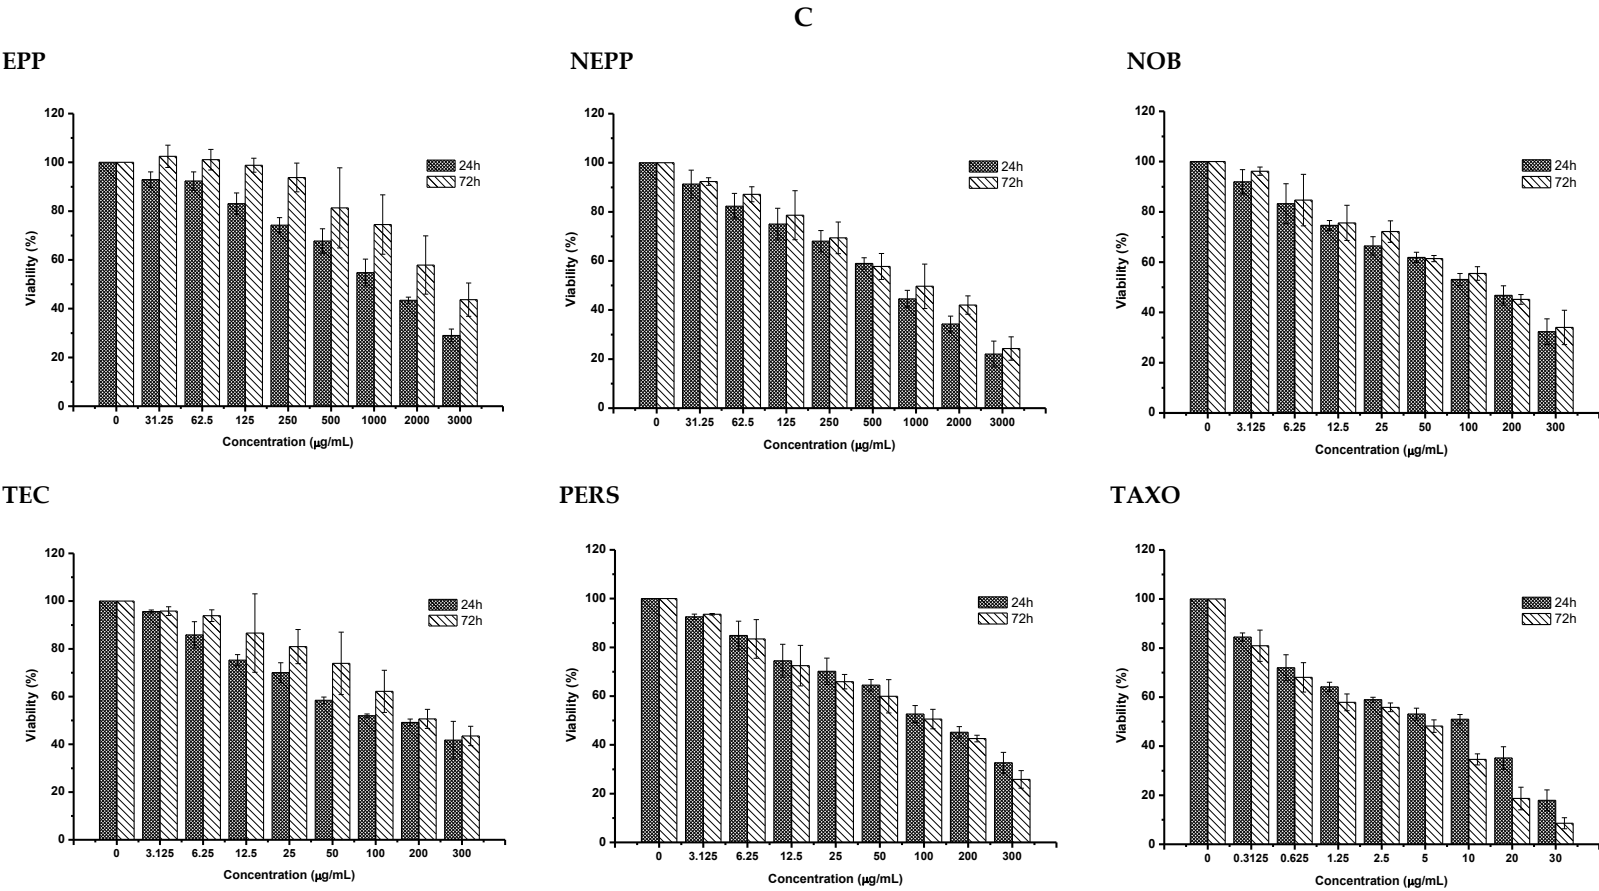 C
EPP
NEPP
NOB
120
100
80
60
40
20
0
Viability (%)
24h
72h
0 31.25 62.5 125 250 500 1000 2000 3000
Concentration (µg/mL)
120
100
80
60
40
20
0
Viability (%)
24h
72h
0 31.25 62.5 125 250 500 1000 2000 3000
Concentration (µg/mL)
120
100
80
60
40
20
0
Viability (%)
24h
72h
0 3.125 6.25 12.5 25 50 100 200 300
Concentration (µg/mL)
TEC
PERS
TAXO
120
100
80
60
40
20
0
Viability (%)
24h
72h
0 3.125 6.25 12.5 25 50 100 200 300
Concentration (µg/mL)
120
100
80
60
40
20
0
Viability (%)
24h
72h
0 3.125 6.25 12.5 25 50 100 200 300
Concentration (µg/mL)
120
100
80
60
40
20
0
Viability (%)
24h
72h
0 0.3125 0.625 1.25 2.5 5 10 20 30
Concentration (µg/mL)